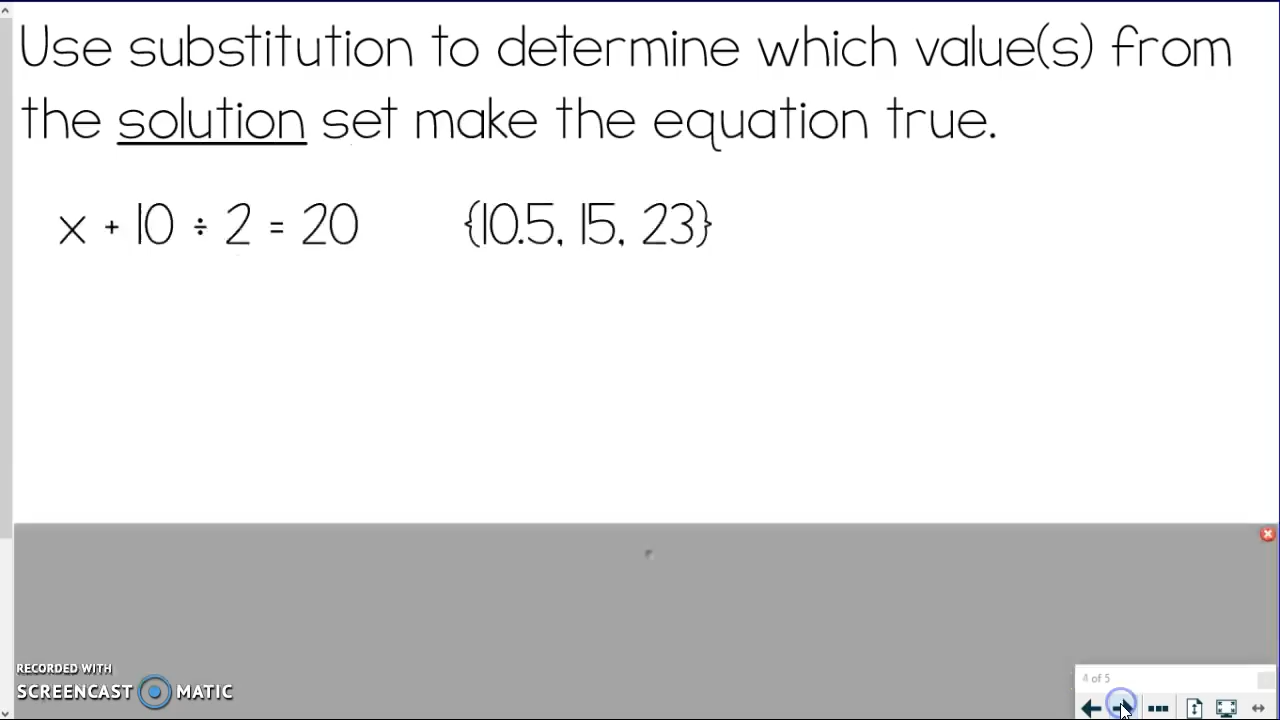 Use substitution to determine which value(s) from
the solution set make the equation true.
x + 10 ÷ 2 = 20 {10.5, 15, 23}
RECORDED WITH
SCREENCAST MATIC
4 of 5